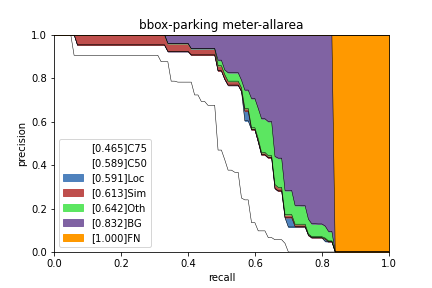 bbox-parking meter-allarea
precision
1.0
0.8
0.6
0.4
0.2
0.0
[0.465]C75
[0.589]C50
[0.591]Loc
[0.613]Sim
[0.642]Oth
[0.832]BG
[1.000]FN
0.0 0.2 0.4 0.6 0.8 1.0
recall